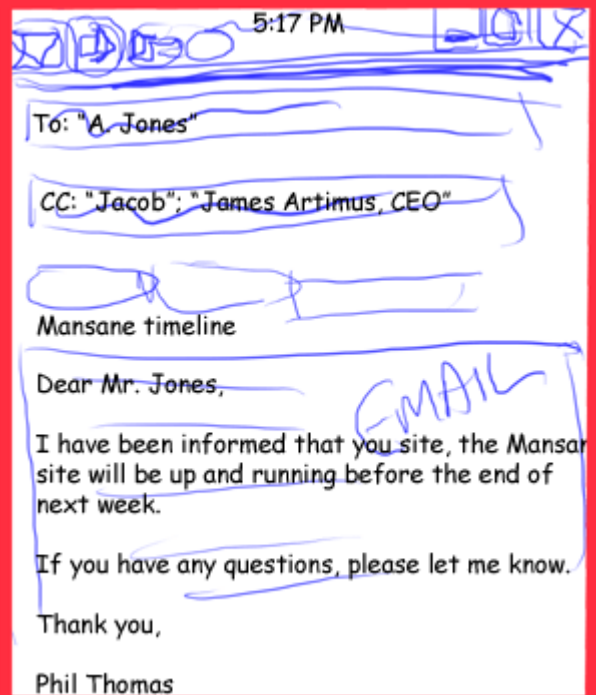 5:17 PM
To: "A. Jones"
CC: "Jacob"; "James Artimus, CEO"
Mansane timeline
Dear Mr. Jones,
EMAIL
I have been informed that you site, the Mansan
site will be up and running before the end of
next week.
If you have any questions, please let me know.
Thank you,
Phil Thomas